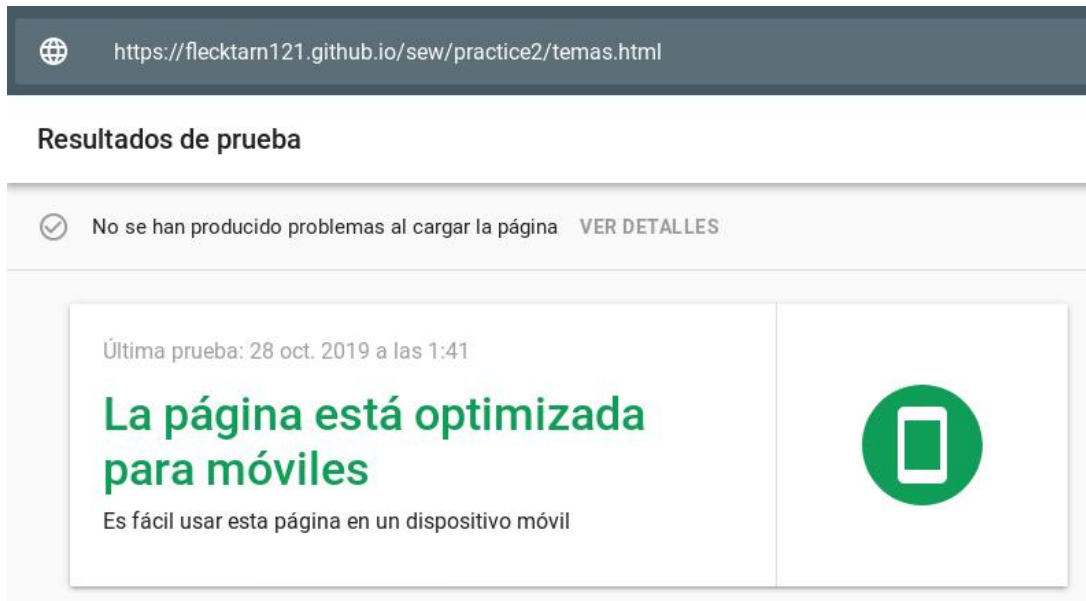 https://flecktarn121.github.io/sew/practice2/temas.html
Resultados de prueba
No se han producido problemas al cargar la página VER DETALLES
Última prueba: 28 oct. 2019 a las 1:41
La página está optimizada
para móviles
Es fácil usar esta página en un dispositivo móvil